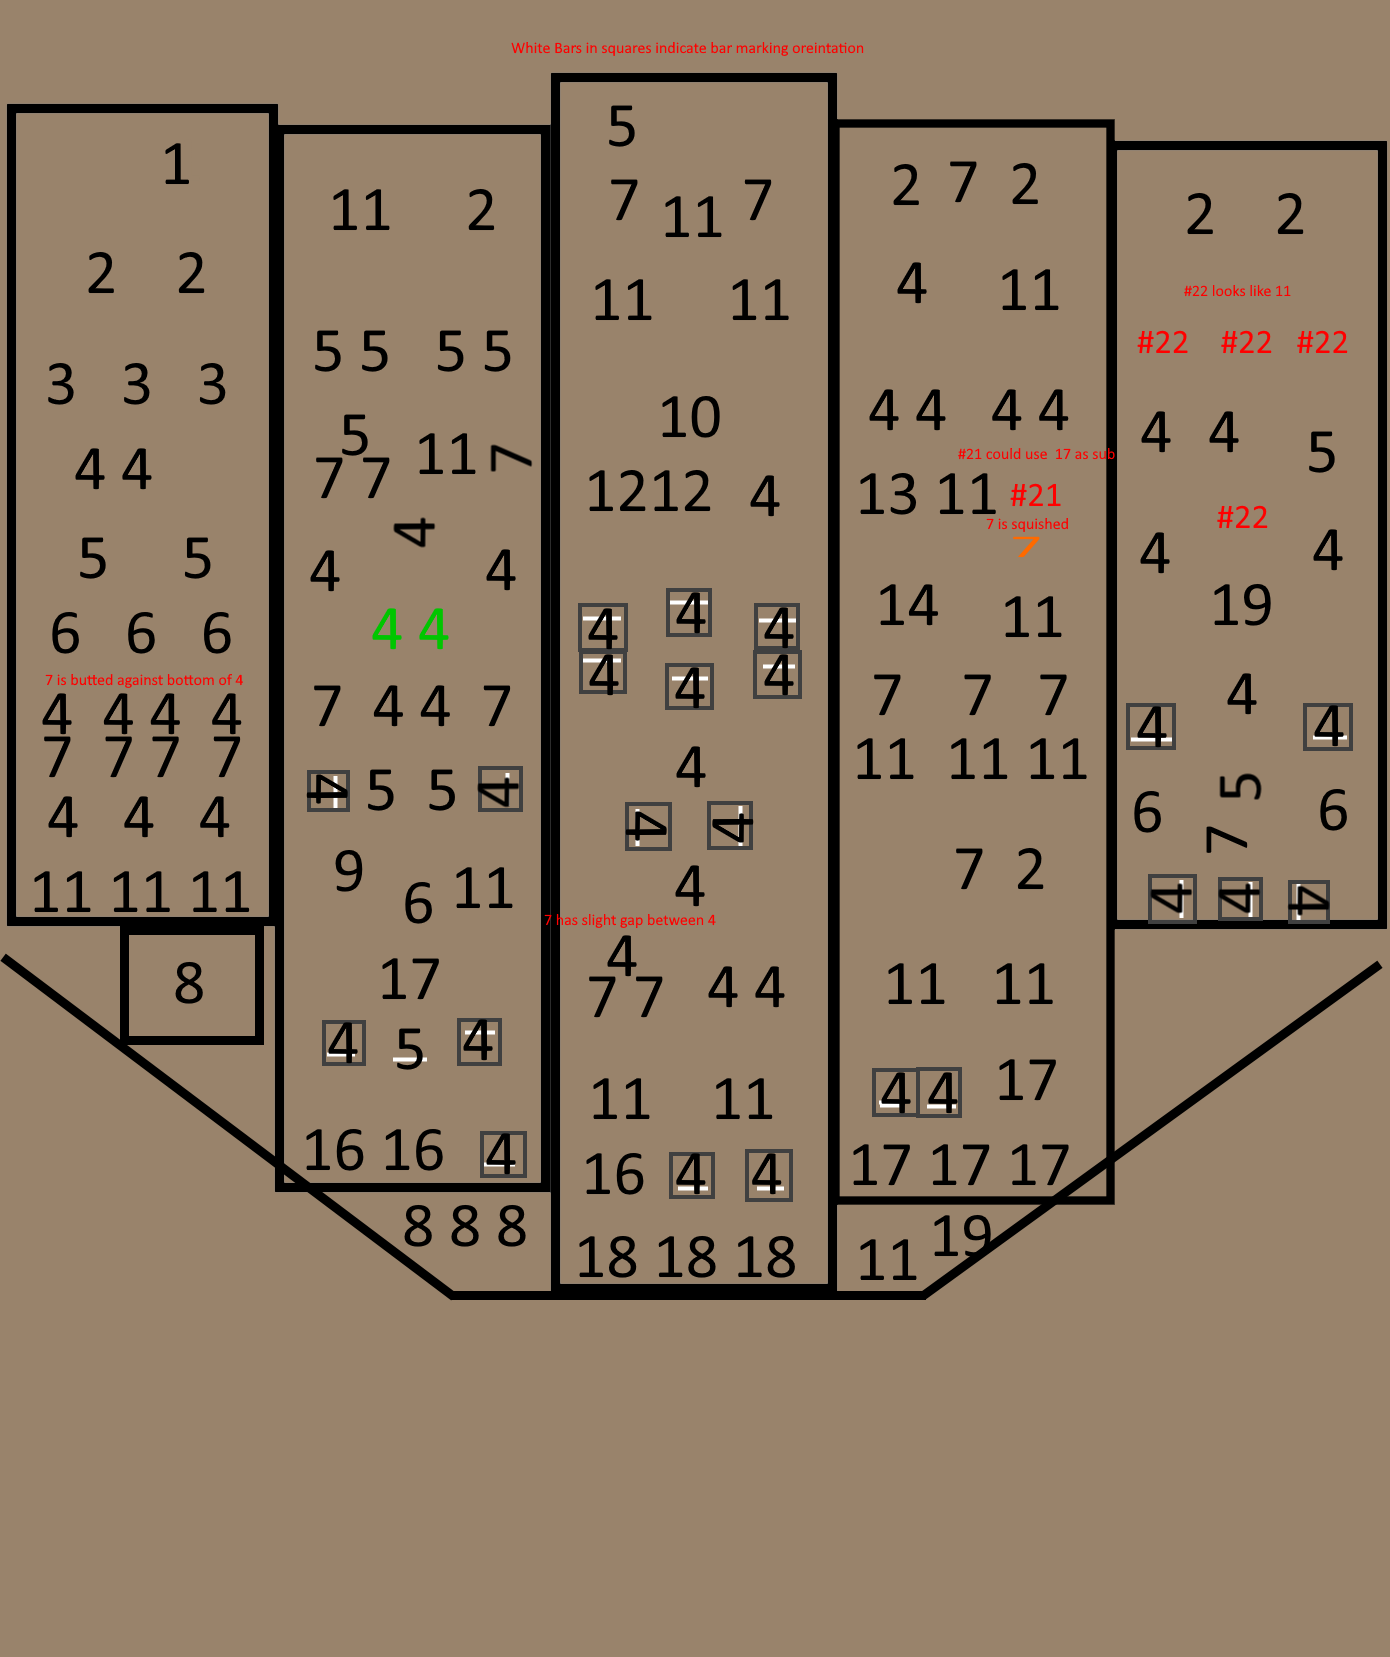 White Bars in squares indicate bar marking oreintation
1
2 2
3 3 3
4 4
5 5
6 6 6
7 is butted against bottom of 4
4 4 4 4
7 7 7 7
4 4 4
11 11 11
8
11 2
5 5 5 5
5
7 7 11 7
4
4 4
4 4
7 4 4 7
4 5 5 4
9 6 11
17
4 5 4
16 16 4
8 8 8
5
7 11 7
11 11
10
12 12 4
4 4 4
4 4 4
4
4 4
4
7 has slight gap between 4
4
7 7 4 4
11 11
16 4 4
18 18 18
2 7 2
4 11
4 4 4 4
#21 could use 17 as sub
13 11 #21
7 is squished
7
14 11
7 7 7
11 11 11
7 2
11 11
4 4 17
17 17 17
11 19
2 2
#22 looks like 11
#22 #22 #22
4 4 5
#22
4 4
19
4
4 4
6 5 6
7
4 4 4